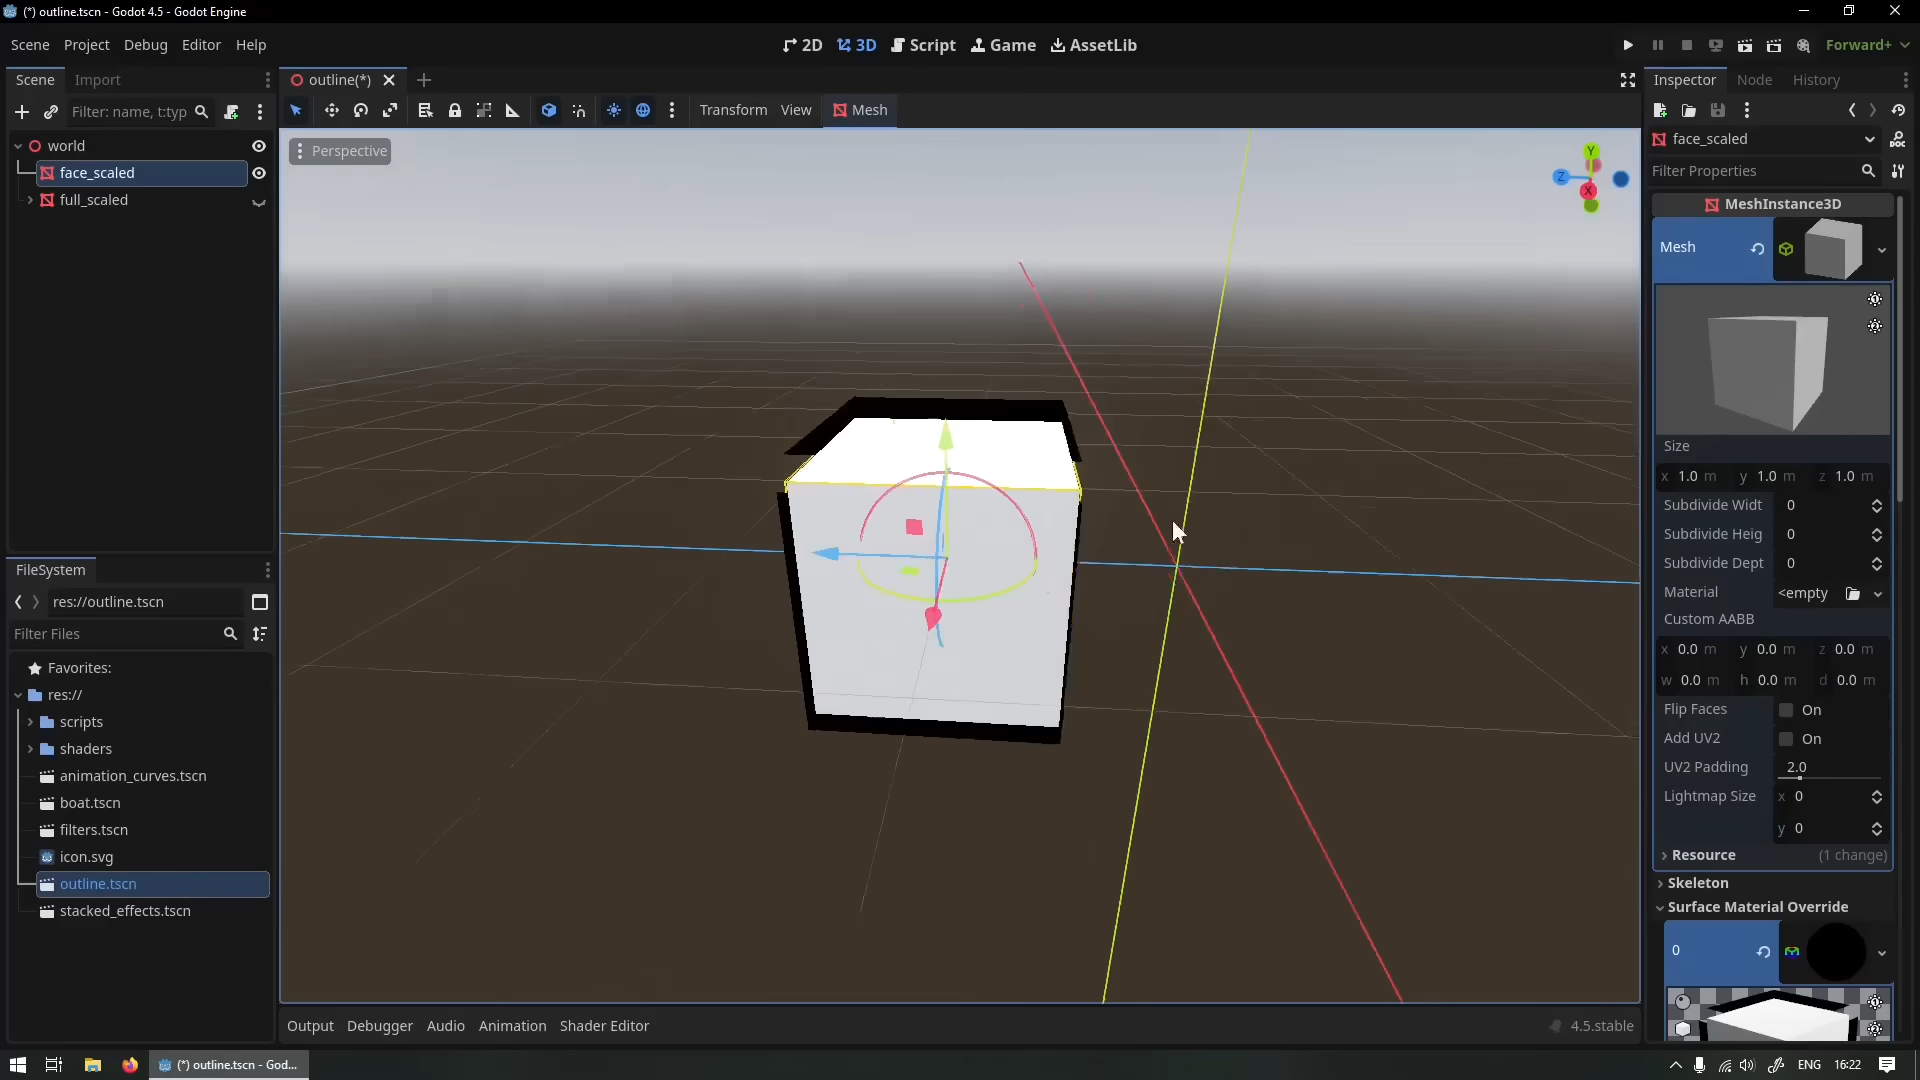 (*) outline.tscn - Godot 4.5 - Godot Engine
Scene Project Debug Editor Help
2D 3D Script Game AssetLib
Forward+
Scene Import
outline(*)
Inspector Node History
Filter: name, t:typ
Transform View Mesh
world
face_scaled
full_scaled
Perspective
Y
Z
X
face_scaled
Filter Properties
MeshInstance3D
Mesh
Size
x 1.0 m y 1.0 m z 1.0 m
Subdivide Widt 0
Subdivide Heig 0
Subdivide Dept 0
Material <empty
Custom AABB
x 0.0 m y 0.0 m z 0.0 m
w 0.0 m h 0.0 m d 0.0 m
Flip Faces On
Add UV2 On
UV2 Padding 2.0
Lightmap Size x 0
y 0
Resource (1 change)
Skeleton
Surface Material Override
0
FileSystem
res://outline.tscn
Filter Files
Favorites:
res://
scripts
shaders
animation_curves.tscn
boat.tscn
filters.tscn
icon.svg
outline.tscn
stacked_effects.tscn
Output Debugger Audio Animation Shader Editor
4.5.stable
(*) outline.tscn - God...
ENG 16:22